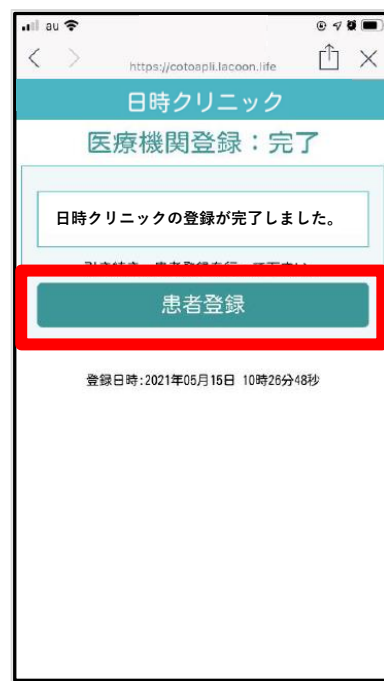 au
https://cotoapli.lacoon.life
日時クリニック
医療機関登録：完了
日時クリニックの登録が完了しました。
患者登録
登録日時:2021年05月15日 10時26分48秒